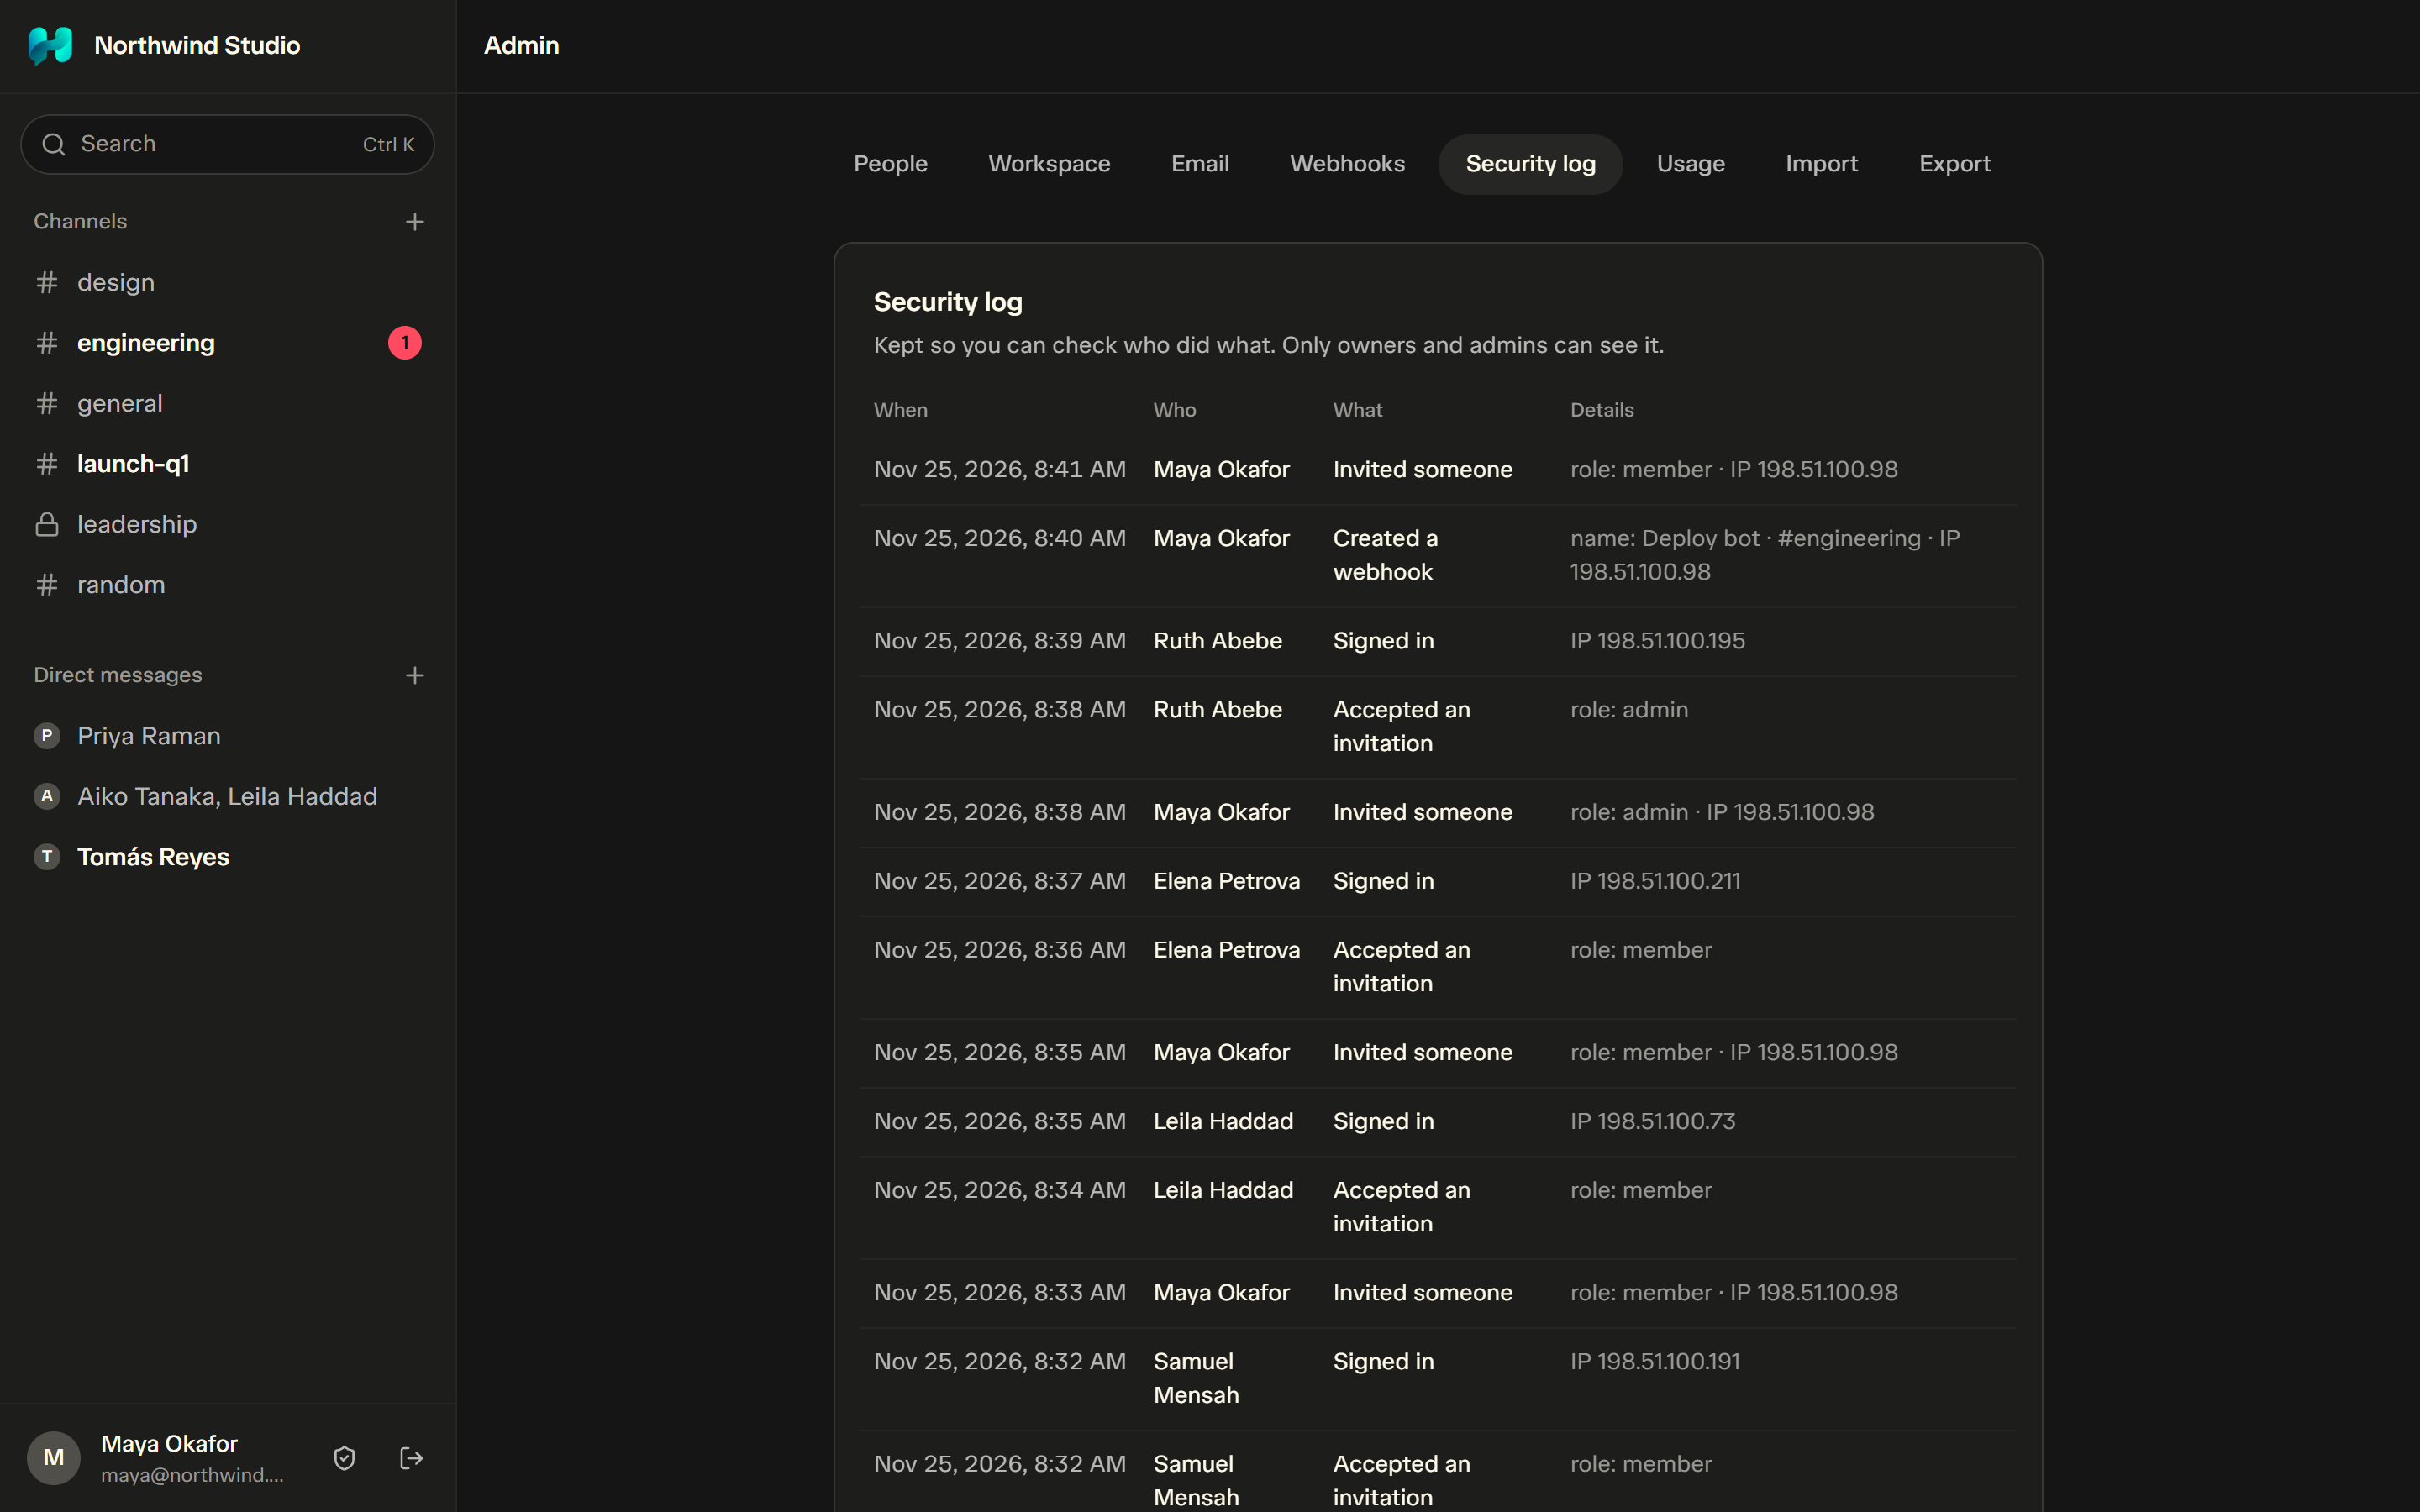 Northwind Studio
Search Ctrl K
Channels
design
engineering 1
general
launch-q1
leadership
random
Direct messages
P Priya Raman
A Aiko Tanaka, Leila Haddad
T Tomás Reyes
M Maya Okafor
maya@northwind....
Admin
People Workspace Email Webhooks Security log Usage Import Export
Security log
Kept so you can check who did what. Only owners and admins can see it.
When Who What Details
Nov 25, 2026, 8:41 AM Maya Okafor Invited someone role: member · IP 198.51.100.98
Nov 25, 2026, 8:40 AM Maya Okafor Created a name: Deploy bot · #engineering · IP
webhook 198.51.100.98
Nov 25, 2026, 8:39 AM Ruth Abebe Signed in IP 198.51.100.195
Nov 25, 2026, 8:38 AM Ruth Abebe Accepted an role: admin
invitation
Nov 25, 2026, 8:38 AM Maya Okafor Invited someone role: admin · IP 198.51.100.98
Nov 25, 2026, 8:37 AM Elena Petrova Signed in IP 198.51.100.211
Nov 25, 2026, 8:36 AM Elena Petrova Accepted an role: member
invitation
Nov 25, 2026, 8:35 AM Maya Okafor Invited someone role: member · IP 198.51.100.98
Nov 25, 2026, 8:35 AM Leila Haddad Signed in IP 198.51.100.73
Nov 25, 2026, 8:34 AM Leila Haddad Accepted an role: member
invitation
Nov 25, 2026, 8:33 AM Maya Okafor Invited someone role: member · IP 198.51.100.98
Nov 25, 2026, 8:32 AM Samuel Signed in IP 198.51.100.191
Mensah
Nov 25, 2026, 8:32 AM Samuel Accepted an role: member
Mensah invitation